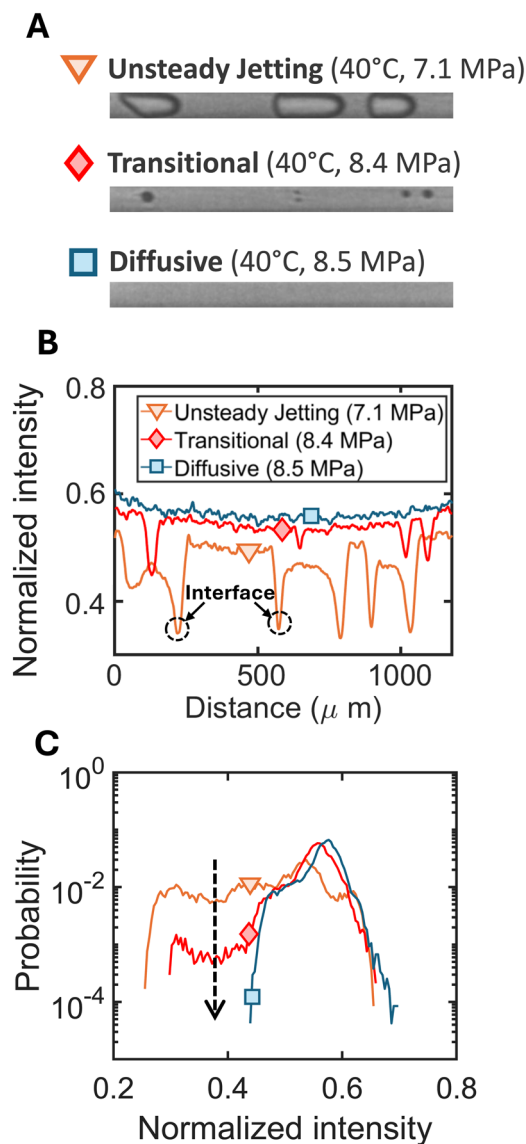 A
Unsteady Jetting (40°C, 7.1 MPa)
Transitional (40°C, 8.4 MPa)
Diffusive (40°C, 8.5 MPa)
B
0.8
0.6
0.4
Normalized intensity
Unsteady Jetting (7.1 MPa)
Transitional (8.4 MPa)
Diffusive (8.5 MPa)
Interface
0 500 1000
Distance (μ m)
C
10^0
10^-2
10^-4
Probability
0.2 0.4 0.6 0.8
Normalized intensity